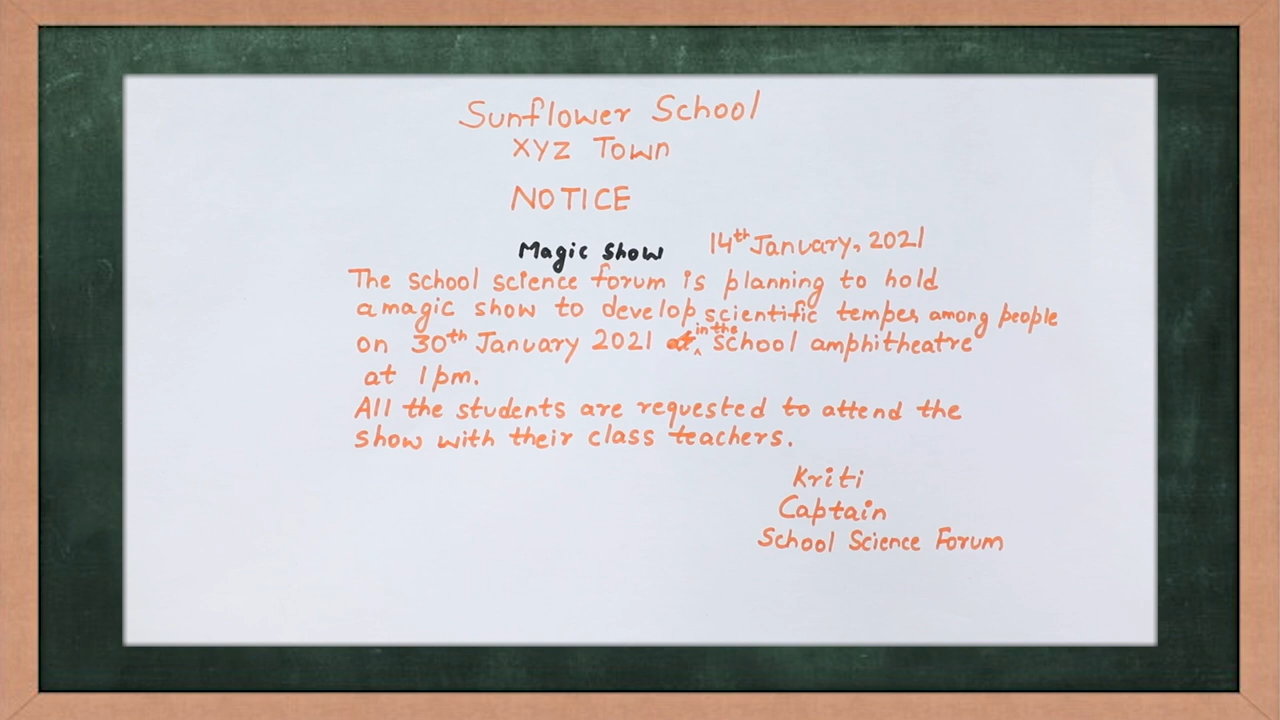 Sunflower School
XYZ Town
NOTICE
14th January, 2021
Magic Show
The school science forum is planning to hold
a magic show to develop scientific temper among people
on 30th January 2021 in the school amphitheatre
at 1 pm.
All the students are requested to attend the
show with their class teachers.
Kriti
Captain
School Science Forum